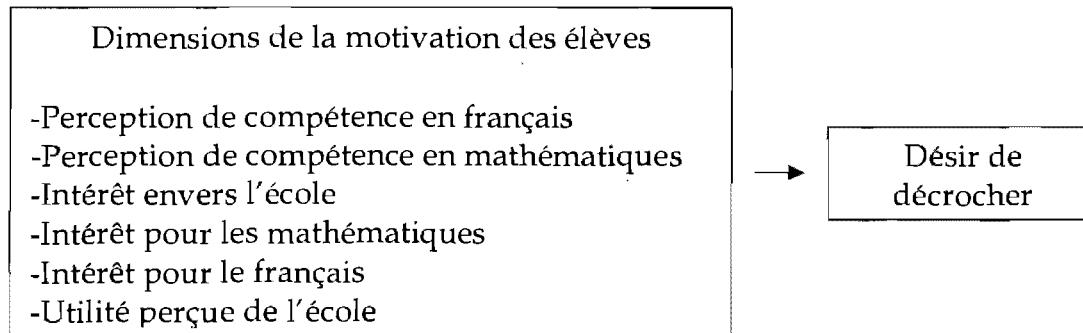 Dimensions de la motivation des élèves
-Perception de compétence en français
-Perception de compétence en mathématiques
-Intérêt envers l'école
-Intérêt pour les mathématiques
-Intérêt pour le français
-Utilité perçue de l'école
Désir de
décrocher